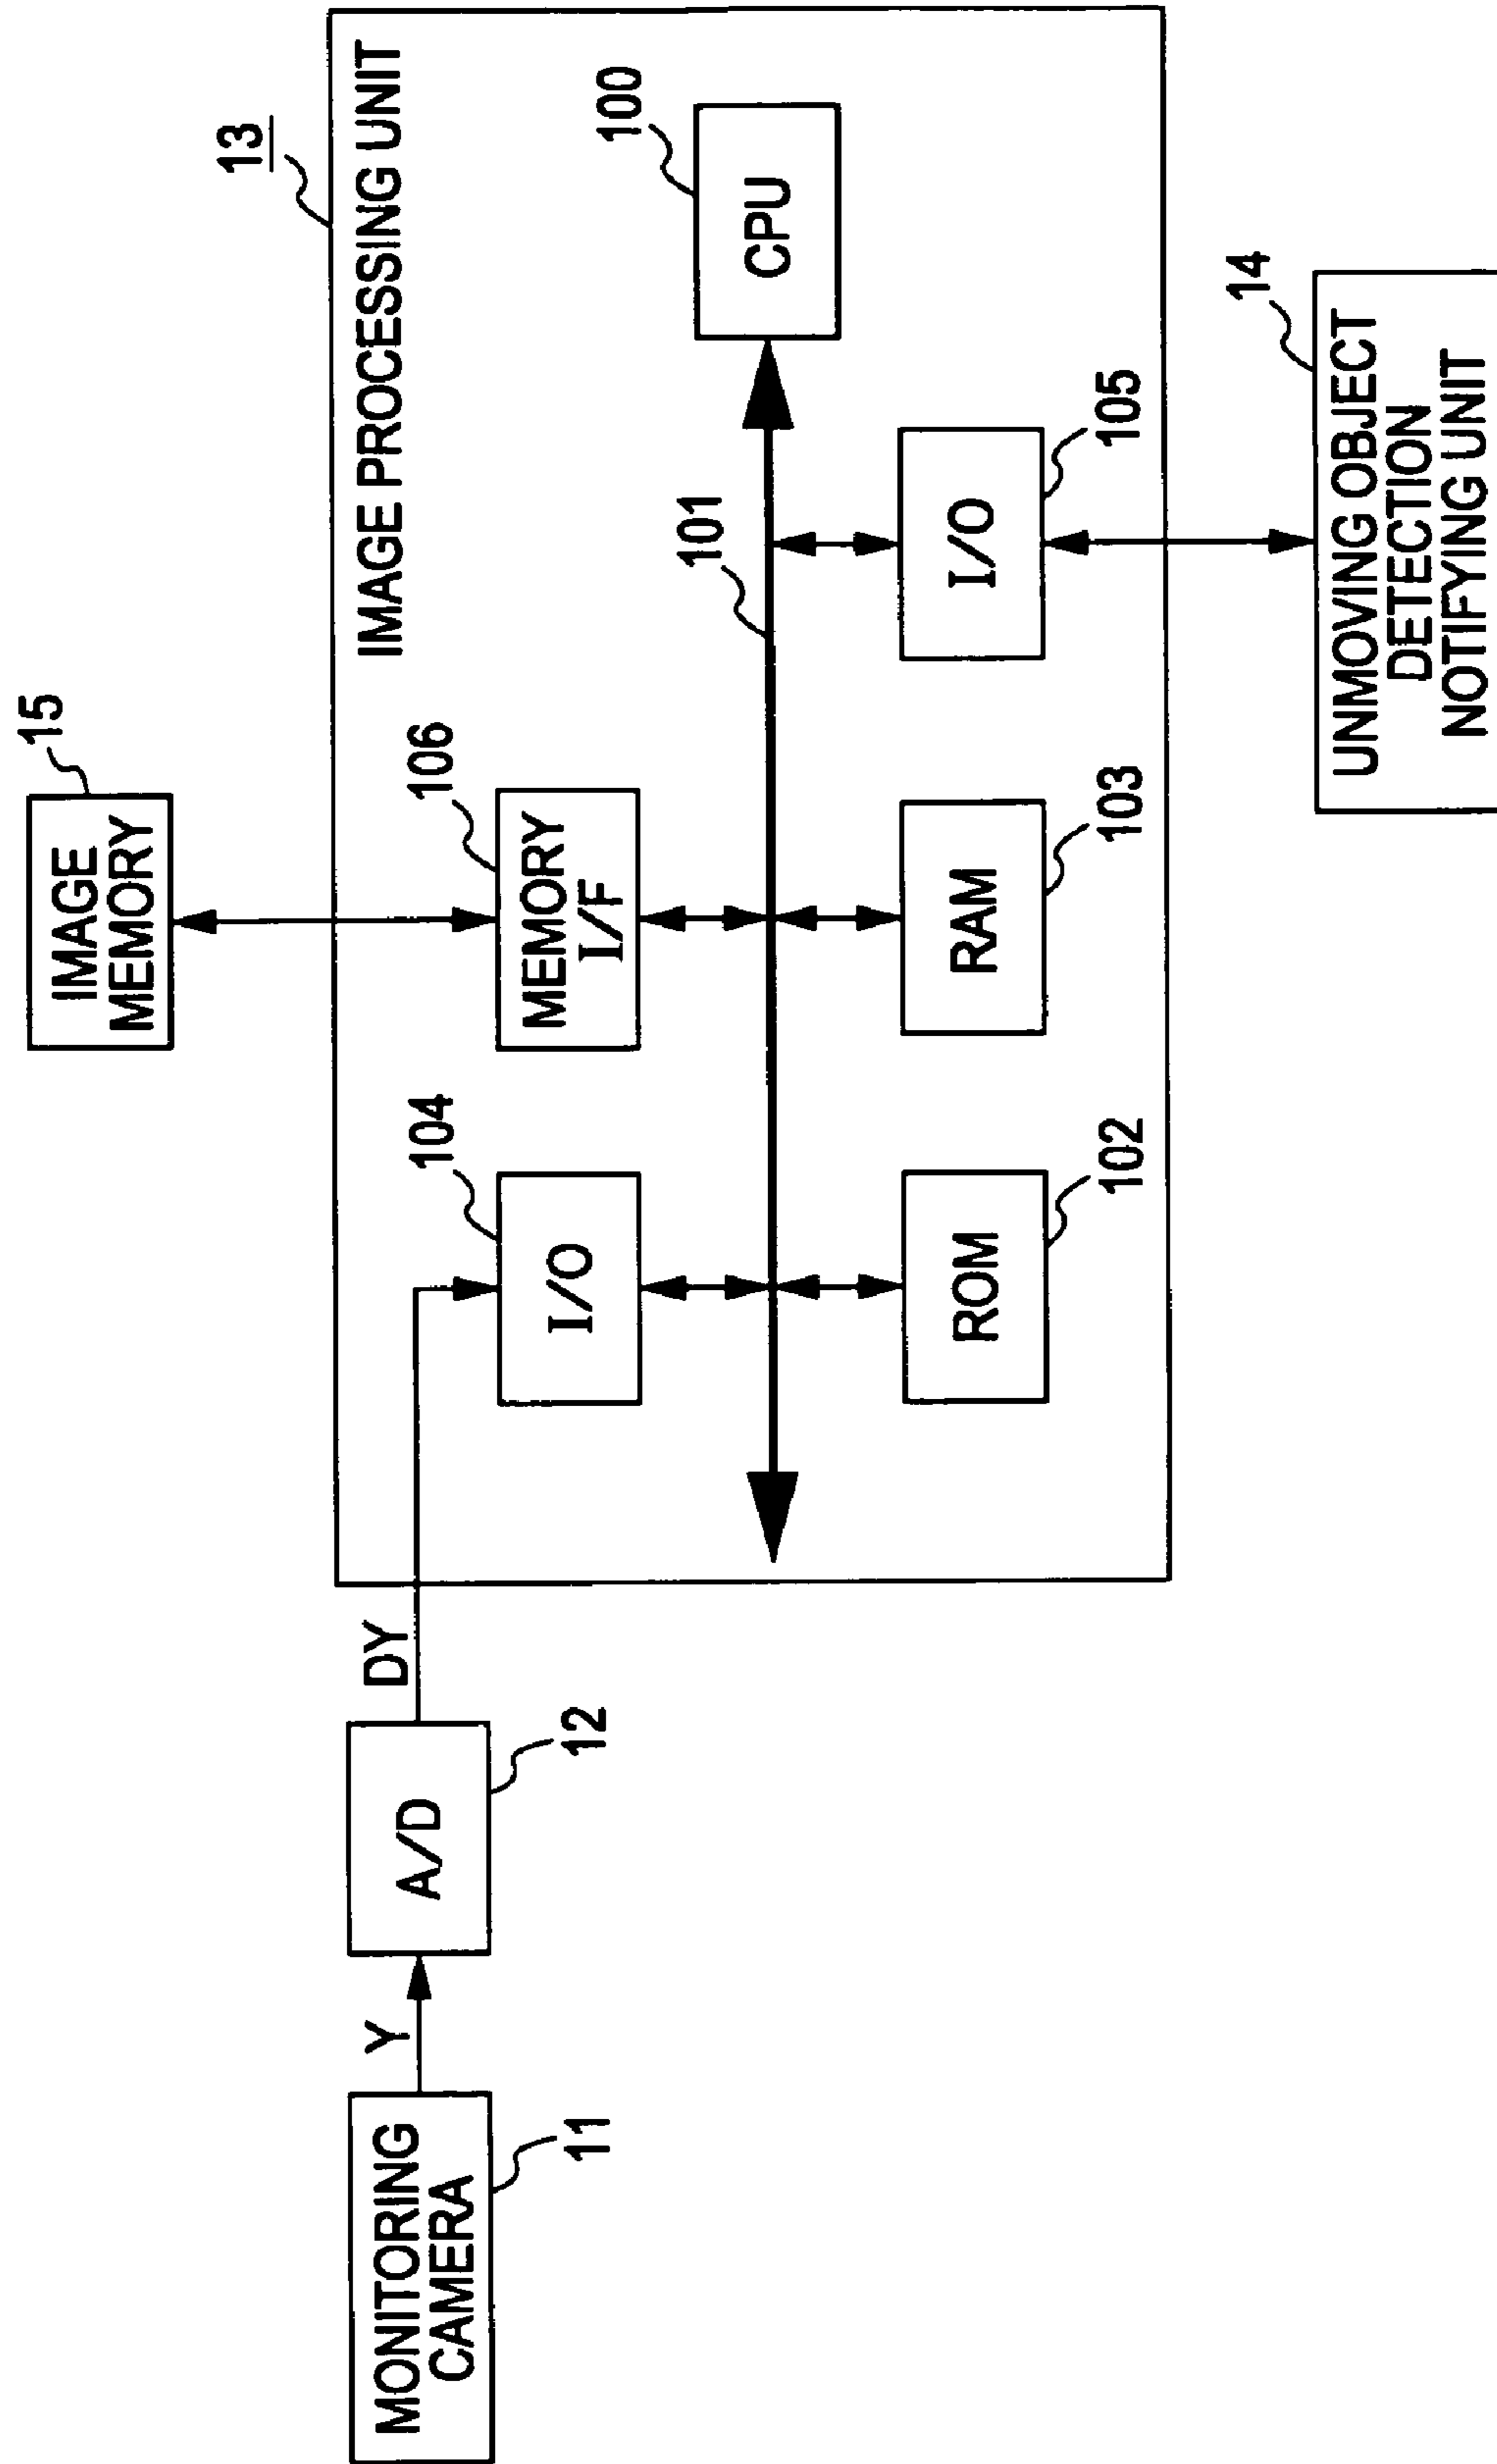 15
IMAGE
MEMORY
13
IMAGE PROCESSING UNIT
MONITORING
CAMERA
11
Y
A/D
12
DY
104
I/O
106
MEMORY
I/F
100
CPU
101
ROM
102
RAM
103
I/O
105
14
UNMOVING OBJECT
DETECTION
NOTIFYING UNIT